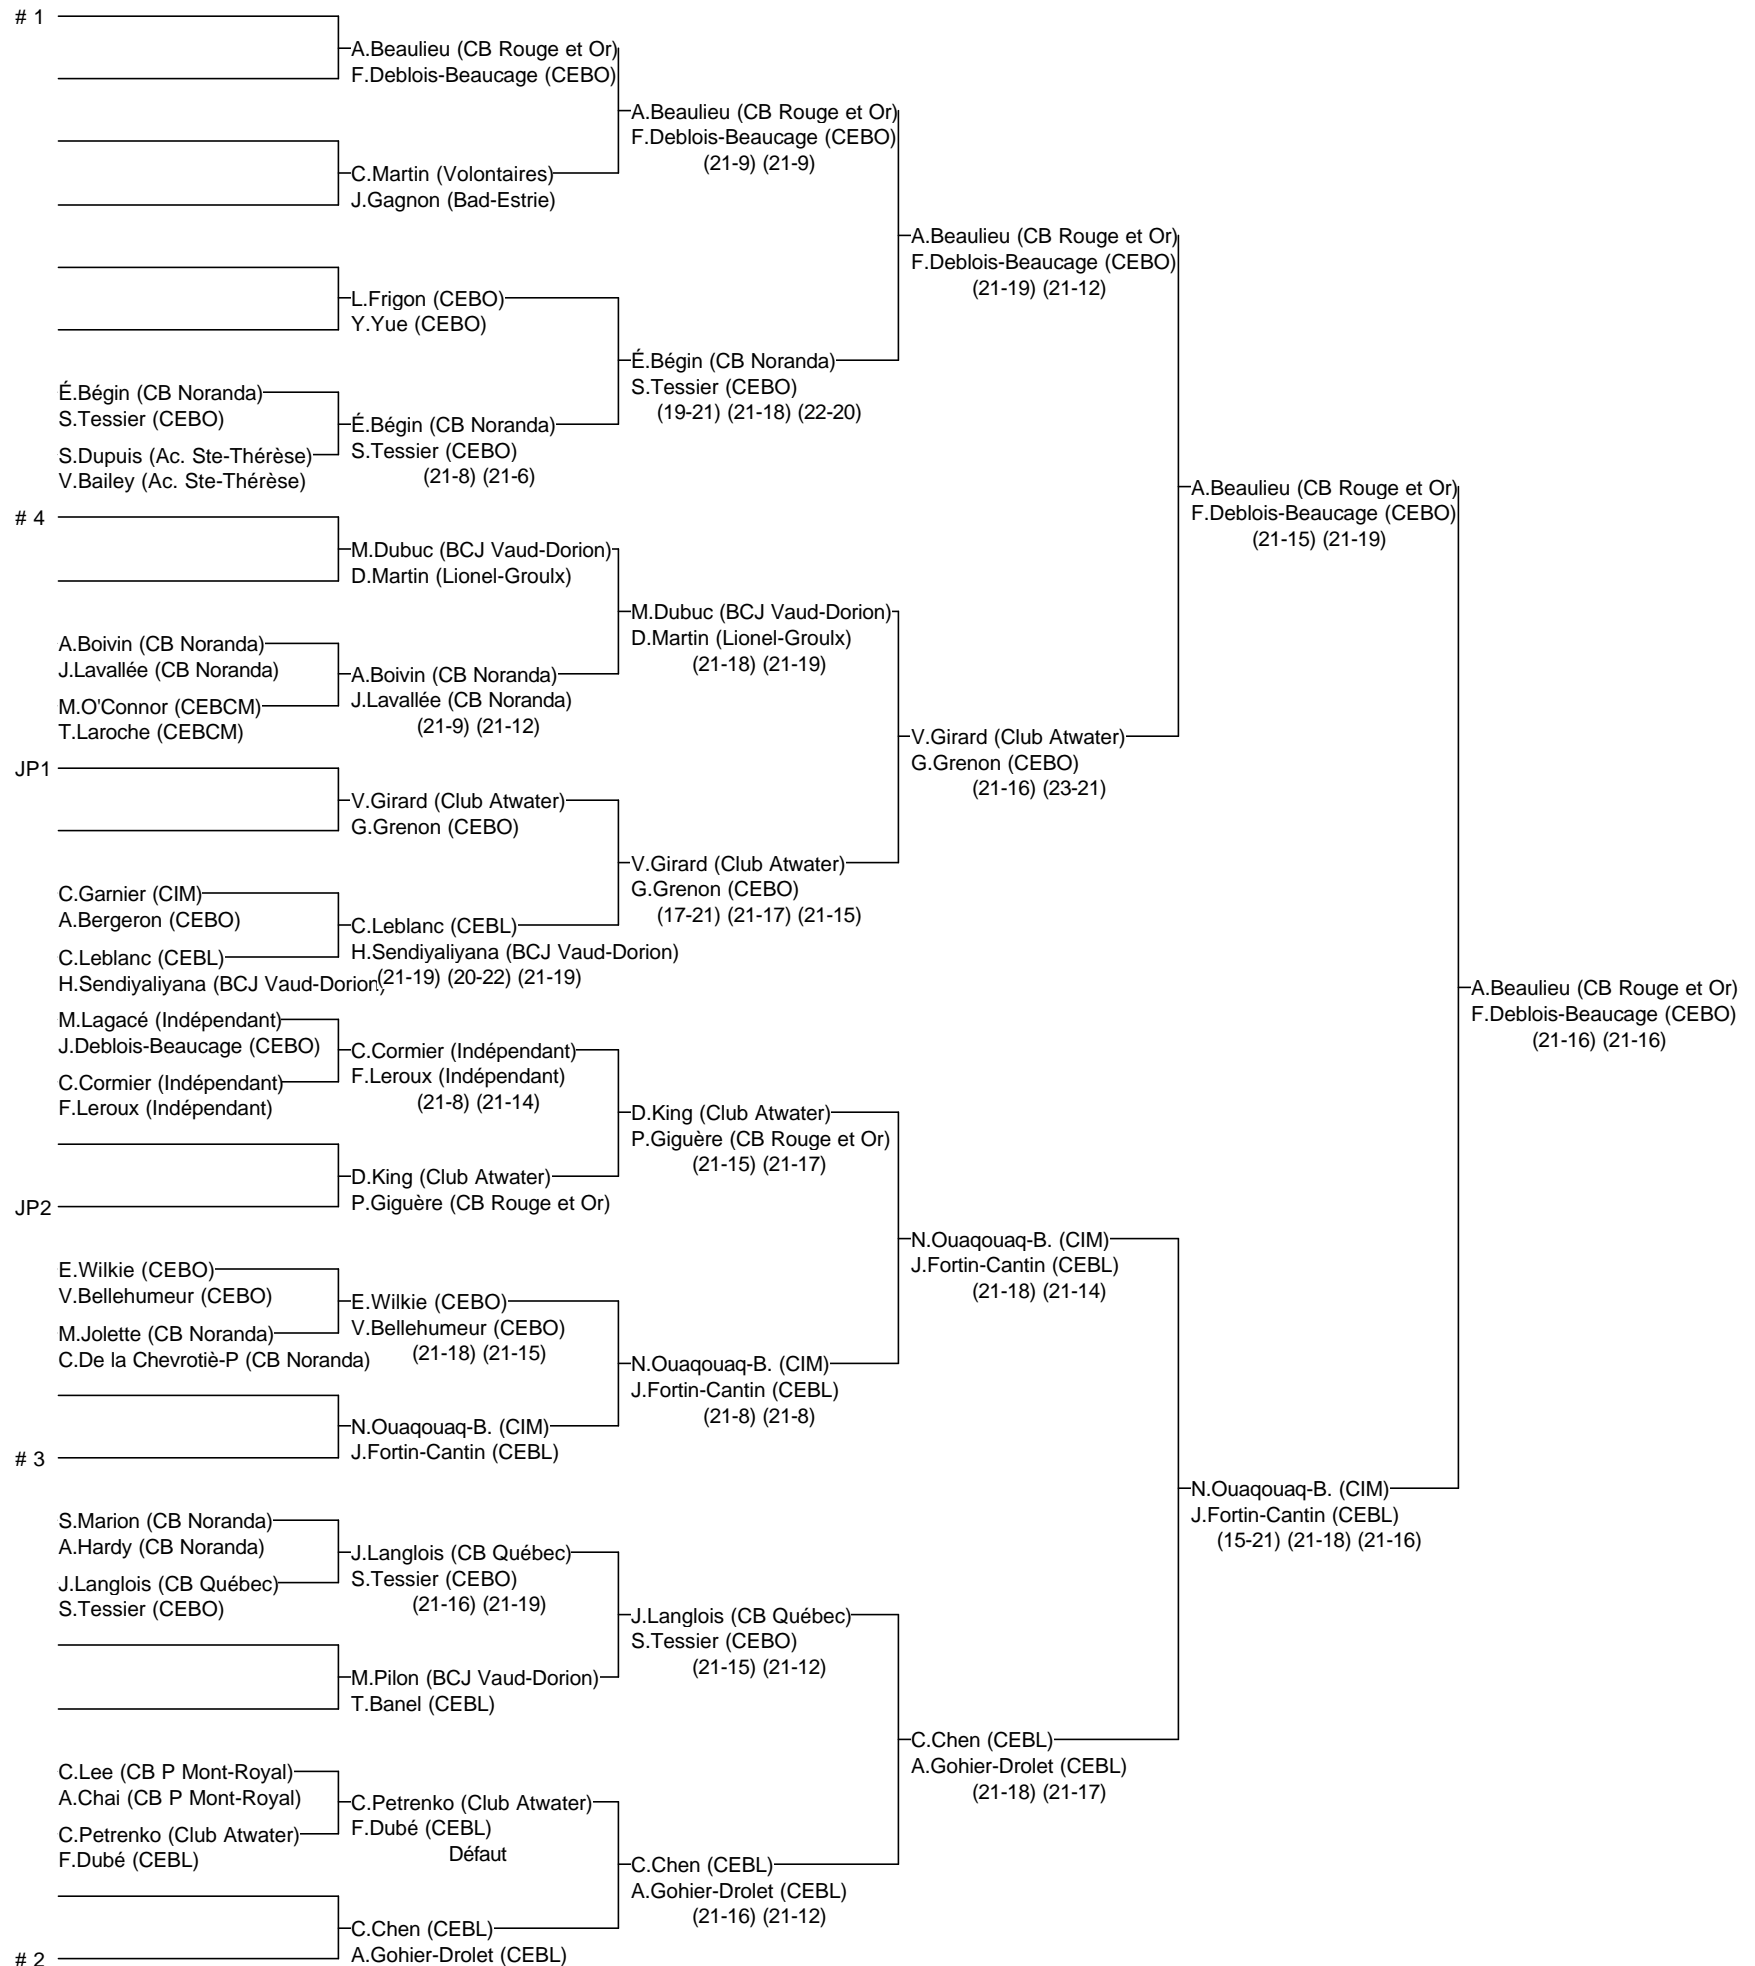 # 1
A.Beaulieu (CB Rouge et Or)
F.Deblois-Beaucage (CEBO)
A.Beaulieu (CB Rouge et Or)
F.Deblois-Beaucage (CEBO)
(21-9) (21-9)
C.Martin (Volontaires)
J.Gagnon (Bad-Estrie)
A.Beaulieu (CB Rouge et Or)
F.Deblois-Beaucage (CEBO)
(21-19) (21-12)
L.Frigon (CEBO)
Y.Yue (CEBO)
É.Bégin (CB Noranda)
S.Tessier (CEBO)
(19-21) (21-18) (22-20)
É.Bégin (CB Noranda)
S.Tessier (CEBO)
É.Bégin (CB Noranda)
S.Tessier (CEBO)
(21-8) (21-6)
S.Dupuis (Ac. Ste-Thérèse)
V.Bailey (Ac. Ste-Thérèse)
A.Beaulieu (CB Rouge et Or)
F.Deblois-Beaucage (CEBO)
(21-15) (21-19)
# 4
M.Dubuc (BCJ Vaud-Dorion)
D.Martin (Lionel-Groulx)
M.Dubuc (BCJ Vaud-Dorion)
D.Martin (Lionel-Groulx)
(21-18) (21-19)
A.Boivin (CB Noranda)
J.Lavallée (CB Noranda)
A.Boivin (CB Noranda)
J.Lavallée (CB Noranda)
(21-9) (21-12)
M.O'Connor (CEBCM)
T.Laroche (CEBCM)
V.Girard (Club Atwater)
G.Grenon (CEBO)
(21-16) (23-21)
JP1
V.Girard (Club Atwater)
G.Grenon (CEBO)
V.Girard (Club Atwater)
G.Grenon (CEBO)
(17-21) (21-17) (21-15)
C.Garnier (CIM)
A.Bergeron (CEBO)
C.Leblanc (CEBL)
H.Sendiyaliyana (BCJ Vaud-Dorion)
(21-19) (20-22) (21-19)
C.Leblanc (CEBL)
H.Sendiyaliyana (BCJ Vaud-Dorion)
A.Beaulieu (CB Rouge et Or)
F.Deblois-Beaucage (CEBO)
(21-16) (21-16)
M.Lagacé (Indépendant)
J.Deblois-Beaucage (CEBO)
C.Cormier (Indépendant)
F.Leroux (Indépendant)
(21-8) (21-14)
C.Cormier (Indépendant)
F.Leroux (Indépendant)
D.King (Club Atwater)
P.Giguère (CB Rouge et Or)
(21-15) (21-17)
D.King (Club Atwater)
P.Giguère (CB Rouge et Or)
JP2
N.Ouaqouaq-B. (CIM)
J.Fortin-Cantin (CEBL)
(21-18) (21-14)
E.Wilkie (CEBO)
V.Bellehumeur (CEBO)
E.Wilkie (CEBO)
V.Bellehumeur (CEBO)
(21-18) (21-15)
M.Jolette (CB Noranda)
C.De la Chevrotiè-P (CB Noranda)
N.Ouaqouaq-B. (CIM)
J.Fortin-Cantin (CEBL)
(21-8) (21-8)
N.Ouaqouaq-B. (CIM)
J.Fortin-Cantin (CEBL)
# 3
N.Ouaqouaq-B. (CIM)
J.Fortin-Cantin (CEBL)
(15-21) (21-18) (21-16)
S.Marion (CB Noranda)
A.Hardy (CB Noranda)
J.Langlois (CB Québec)
S.Tessier (CEBO)
(21-16) (21-19)
J.Langlois (CB Québec)
S.Tessier (CEBO)
J.Langlois (CB Québec)
S.Tessier (CEBO)
(21-15) (21-12)
M.Pilon (BCJ Vaud-Dorion)
T.Banel (CEBL)
C.Chen (CEBL)
A.Gohier-Drolet (CEBL)
(21-18) (21-17)
C.Lee (CB P Mont-Royal)
A.Chai (CB P Mont-Royal)
C.Petrenko (Club Atwater)
F.Dubé (CEBL)
Défaut
C.Petrenko (Club Atwater)
F.Dubé (CEBL)
C.Chen (CEBL)
A.Gohier-Drolet (CEBL)
(21-16) (21-12)
C.Chen (CEBL)
A.Gohier-Drolet (CEBL)
# 2